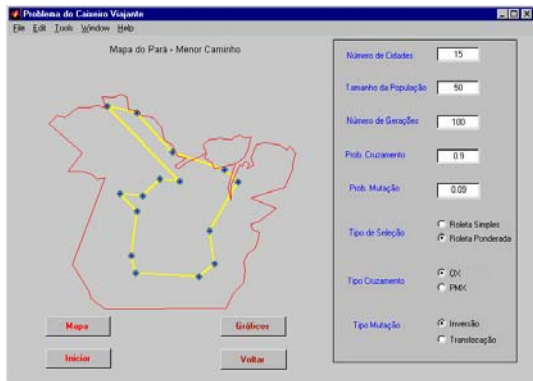 Problema do Caixeiro Viajante
File Edit Tools Window Help
Mapa do Pará - Menor Caminho
Número de Cidades 15
Tamanho da População 50
Número de Gerações 100
Prob. Cruzamento 0.9
Prob. Mutação 0.09
Tipo de Seleção
Roleta Simples
Roleta Ponderada
Tipo Cruzamento
OX
PMX
Tipo Mutação
Inversão
Translocação
Mapa
Gráficos
Iniciar
Voltar